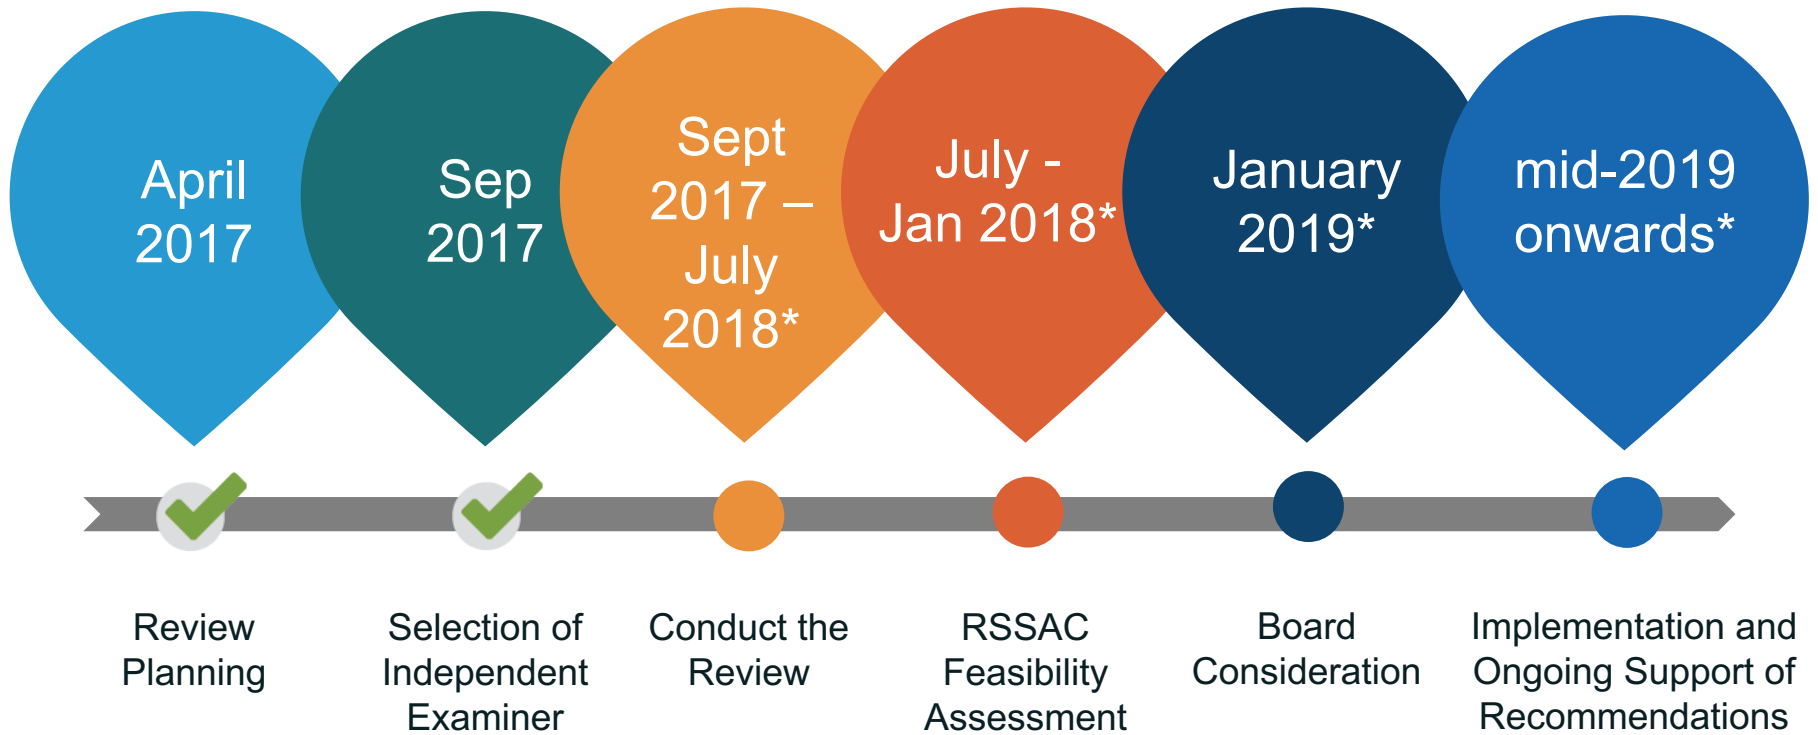 April
2017
Sep
2017
Sept
2017 –
July
2018*
July -
Jan 2018*
January
2019*
mid-2019
onwards*
Review
Planning
Selection of
Independent
Examiner
Conduct the
Review
RSSAC
Feasibility
Assessment
Board
Consideration
Implementation and
Ongoing Support of
Recommendations